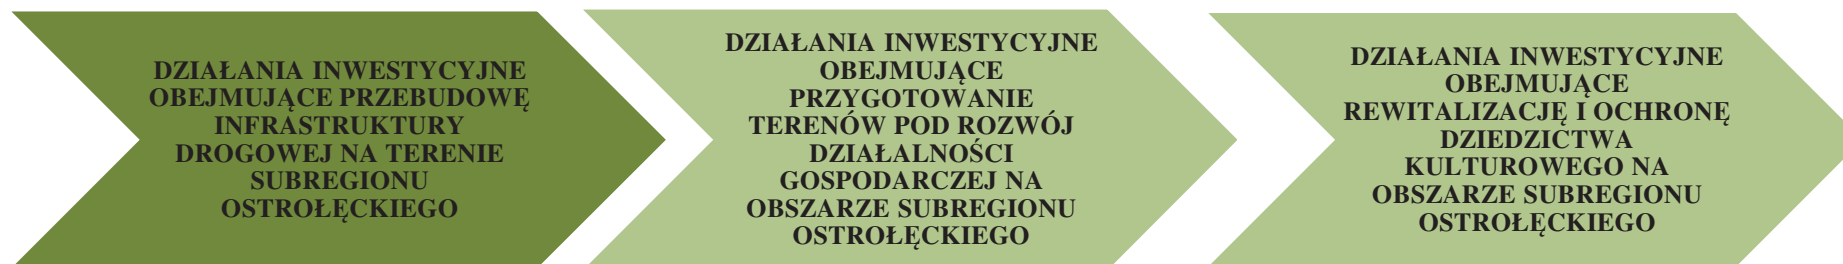 DZIAŁANIA INWESTYCYJNE
OBEJMUJĄCE PRZEBUDOWĘ
INFRASTRUKTURY
DROGOWEJ NA TERENIE
SUBREGIONU
OSTROŁĘCKIEGO
DZIAŁANIA INWESTYCYJNE
OBEJMUJĄCE
PRZYGOTOWANIE
TERENÓW POD ROZWÓJ
DZIAŁALNOŚCI
GOSPODARCZEJ NA
OBSZARZE SUBREGIONU
OSTROŁĘCKIEGO
DZIAŁANIA INWESTYCYJNE
OBEJMUJĄCE
REWITALIZACJĘ I OCHRONĘ
DZIEDZICTWA
KULTUROWEGO NA
OBSZARZE SUBREGIONU
OSTROŁĘCKIEGO